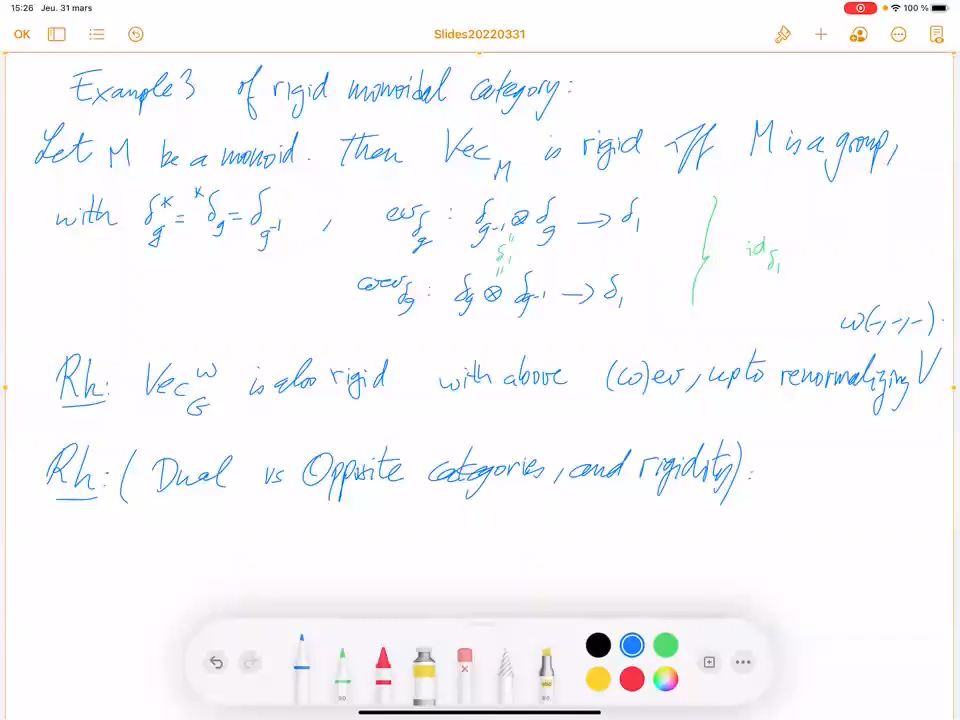 15:26 Jeu. 31 mars 100 %
OK Slides20220331
Example 3 of rigid monoidal category:
Let M be a monoid. Then Vec_M is rigid iff M is a group,
with δ_g^* = ^*δ_g = δ_{g^{-1}} , ev_{δ_g} : δ_{g^{-1}} ⊗ δ_g → δ_1
δ_1
id_{δ_1}
coev_{δ_g} : δ_g ⊗ δ_{g^{-1}} → δ_1
ω(-,-,-).
Rk: Vec_G^ω is also rigid with above (co)ev, up to renormalizing V
Rk: (Dual vs Opposite categories, and rigidity):